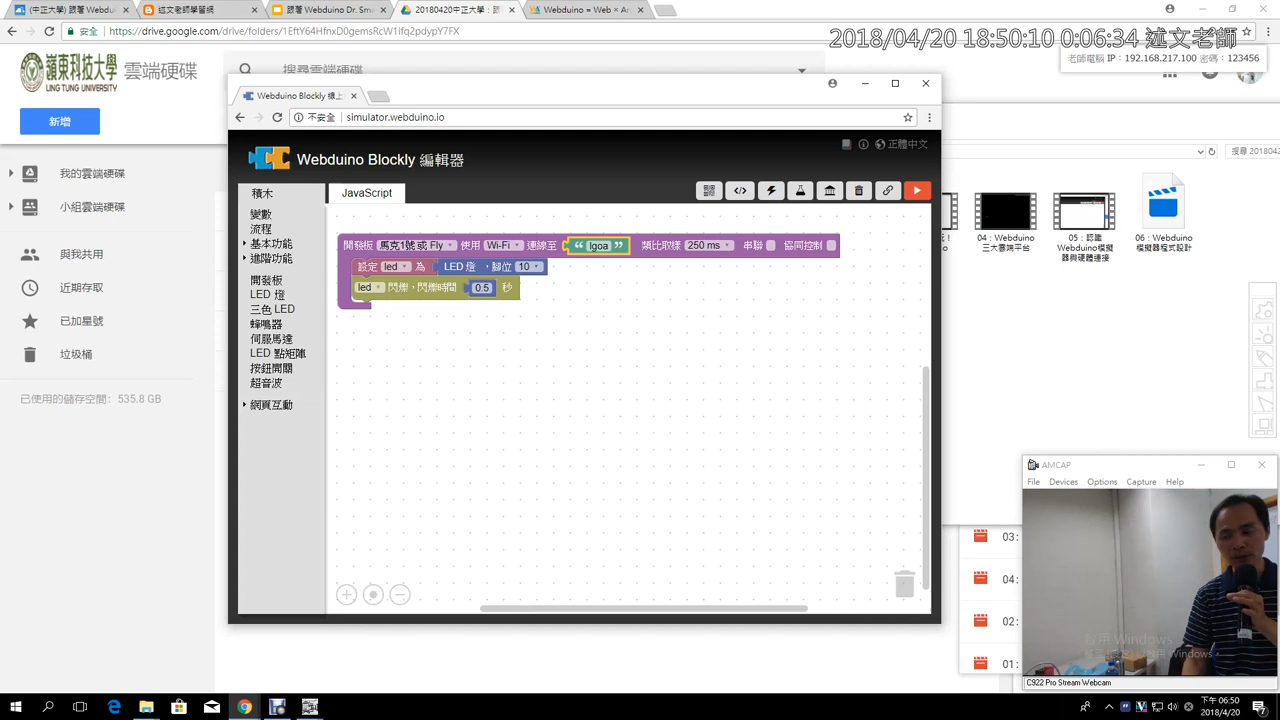 (中正大學) 跟著 Webdu
述文老師學習網
跟著 Webduino Dr. Sm
20180420中正大學：跟
Webduino = Web × Ar
安全
https://drive.google.com/drive/folders/1EftY64HfnxD0gemsRcW1ifq2pdypY7FX
2018/04/20 18:50:10 0:06:34 述文老師
老師電腦 IP：192.168.217.100 密碼：123456
嶺東科技大學
LING TUNG UNIVERSITY
雲端硬碟
搜尋雲端硬碟
新增
我的雲端硬碟
小組雲端硬碟
與我共用
近期存取
已加星號
垃圾桶
已使用的儲存空間：535.8 GB
Webduino Blockly 線上
不安全
simulator.webduino.io
Webduino Blockly 編輯器
正體中文
積木
JavaScript
變數
流程
基本功能
進階功能
開發板
LED 燈
三色 LED
蜂鳴器
伺服馬達
LED 點矩陣
按鈕開關
超音波
網頁互動
開發板 馬克1號 或 Fly 使用 Wi-Fi 連線至 “ lgoa ” 類比取樣 250 ms 串聯 協同控制
設定 led 為 LED 燈，腳位 10
led 閃爍，閃爍時間 0.5 秒
搜尋 2018042
04：Webduino
三大雲端平台
05：認識
Webduino模擬
器與硬體連接
06：Webduino
模擬器程式設計
03：
04：
02：
01：
AMCAP
File Devices Options Capture Help
啟用 Windows
C922 Pro Stream Webcam
下午 06:50
2018/4/20